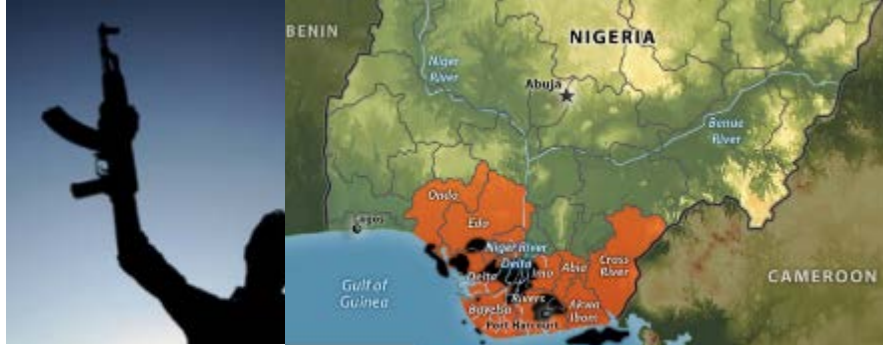 BENIN
NIGERIA
Niger
River
Abuja
Benue
River
Ondo
Lagos
Edo
Niger River
Delta
Delta
Imo
Abia
Cross
River
CAMEROON
Gulf of
Guinea
Rivers
Bayelsa
Akwa
Ibom
Port Harcourt